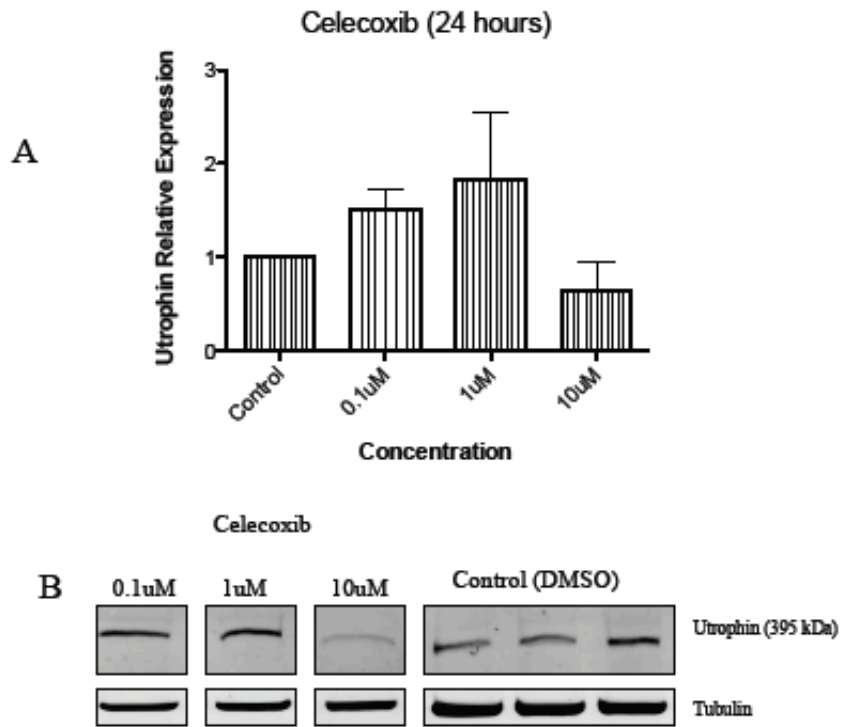 Celecoxib (24 hours)
A
Utrophin Relative Expression
3
2
1
0
Control
0.1uM
1uM
10uM
Concentration
Celecoxib
B
0.1uM 1uM 10uM Control (DMSO)
Utrophin (395 kDa)
Tubulin